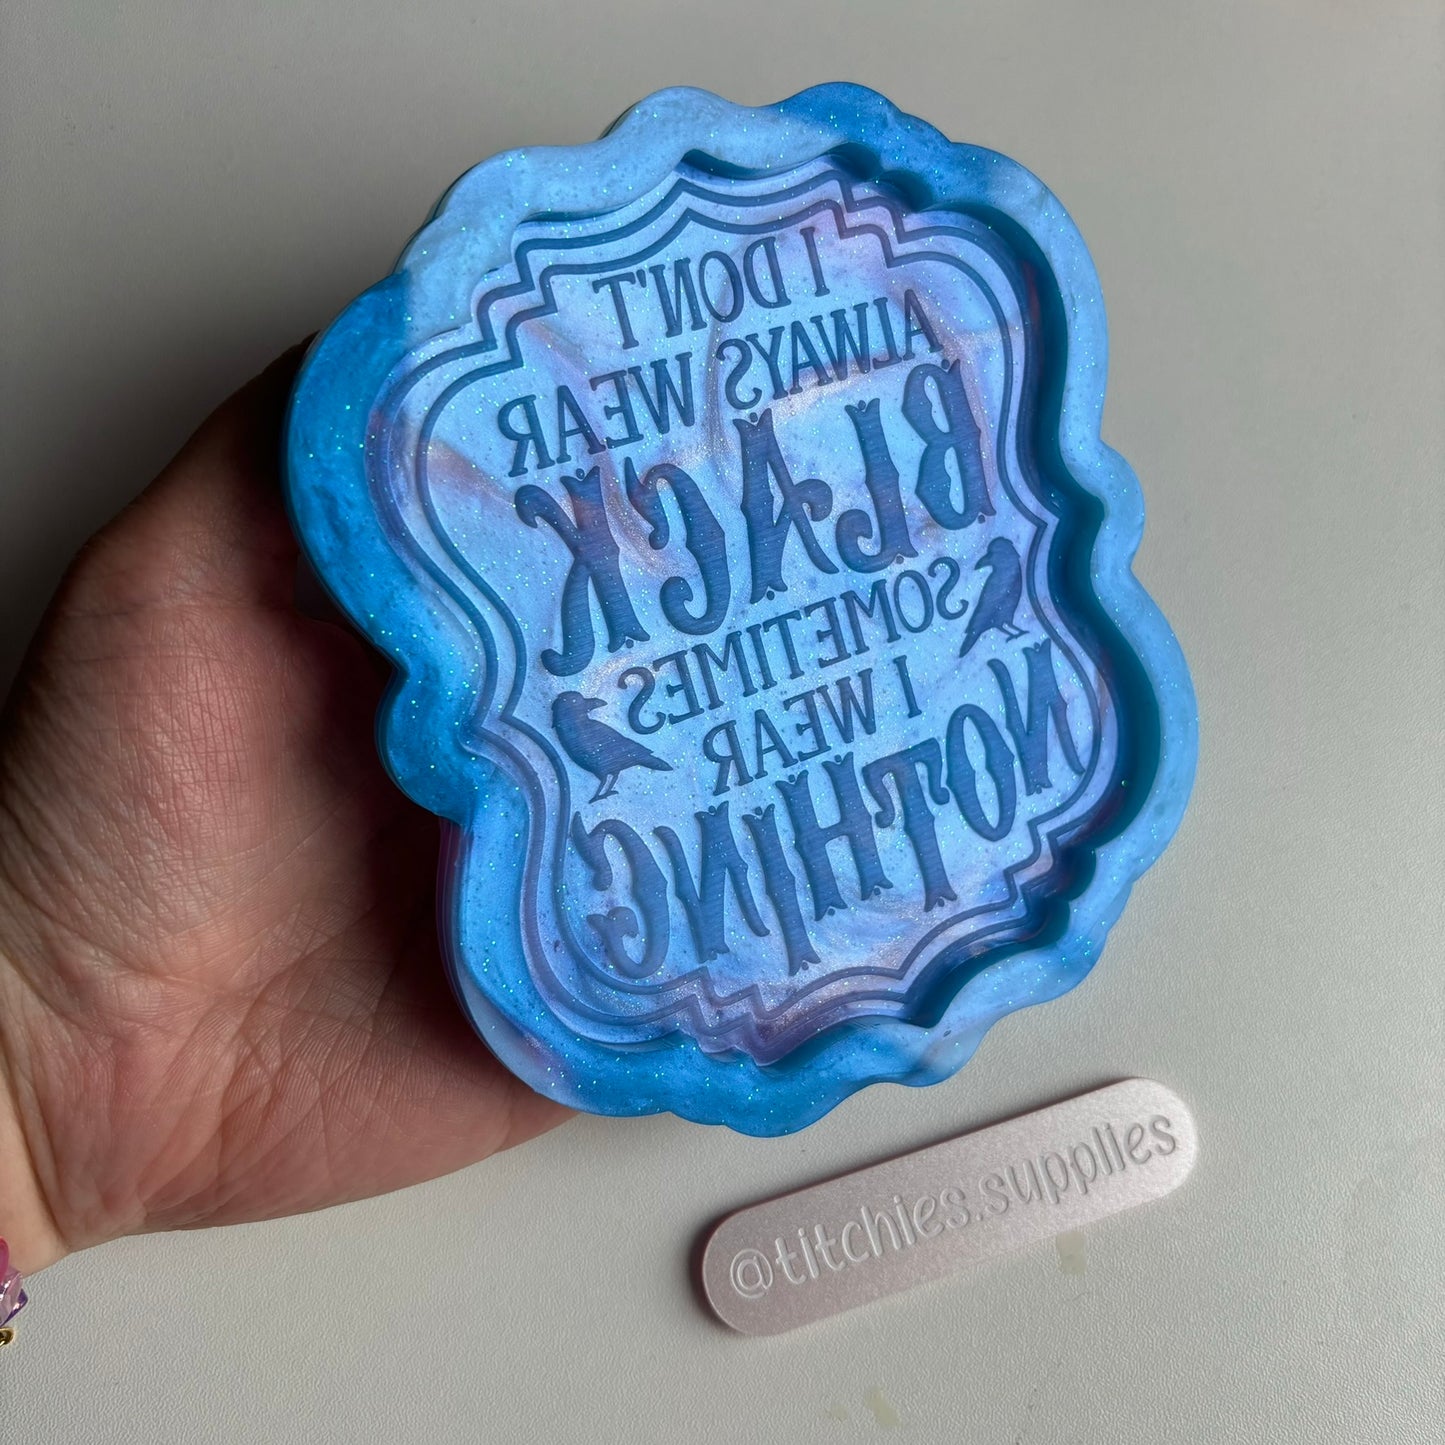 I DON'T
ALWAYS WEAR
BLACK
SOMETIMES
I WEAR
NOTHING
@titchies.supplies